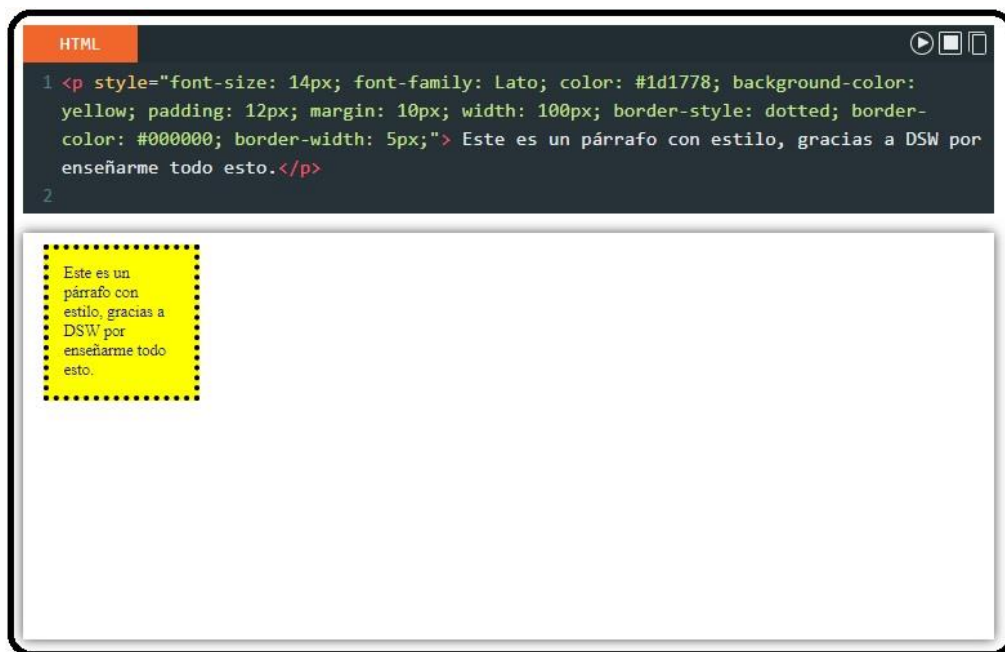 HTML
1 <p style="font-size: 14px; font-family: Lato; color: #1d1778; background-color:
yellow; padding: 12px; margin: 10px; width: 100px; border-style: dotted; border-
color: #000000; border-width: 5px;"> Este es un párrafo con estilo, gracias a DSW por
enseñarme todo esto.</p>
2
Este es un
párrafo con
estilo, gracias a
DSW por
enseñarme todo
esto.